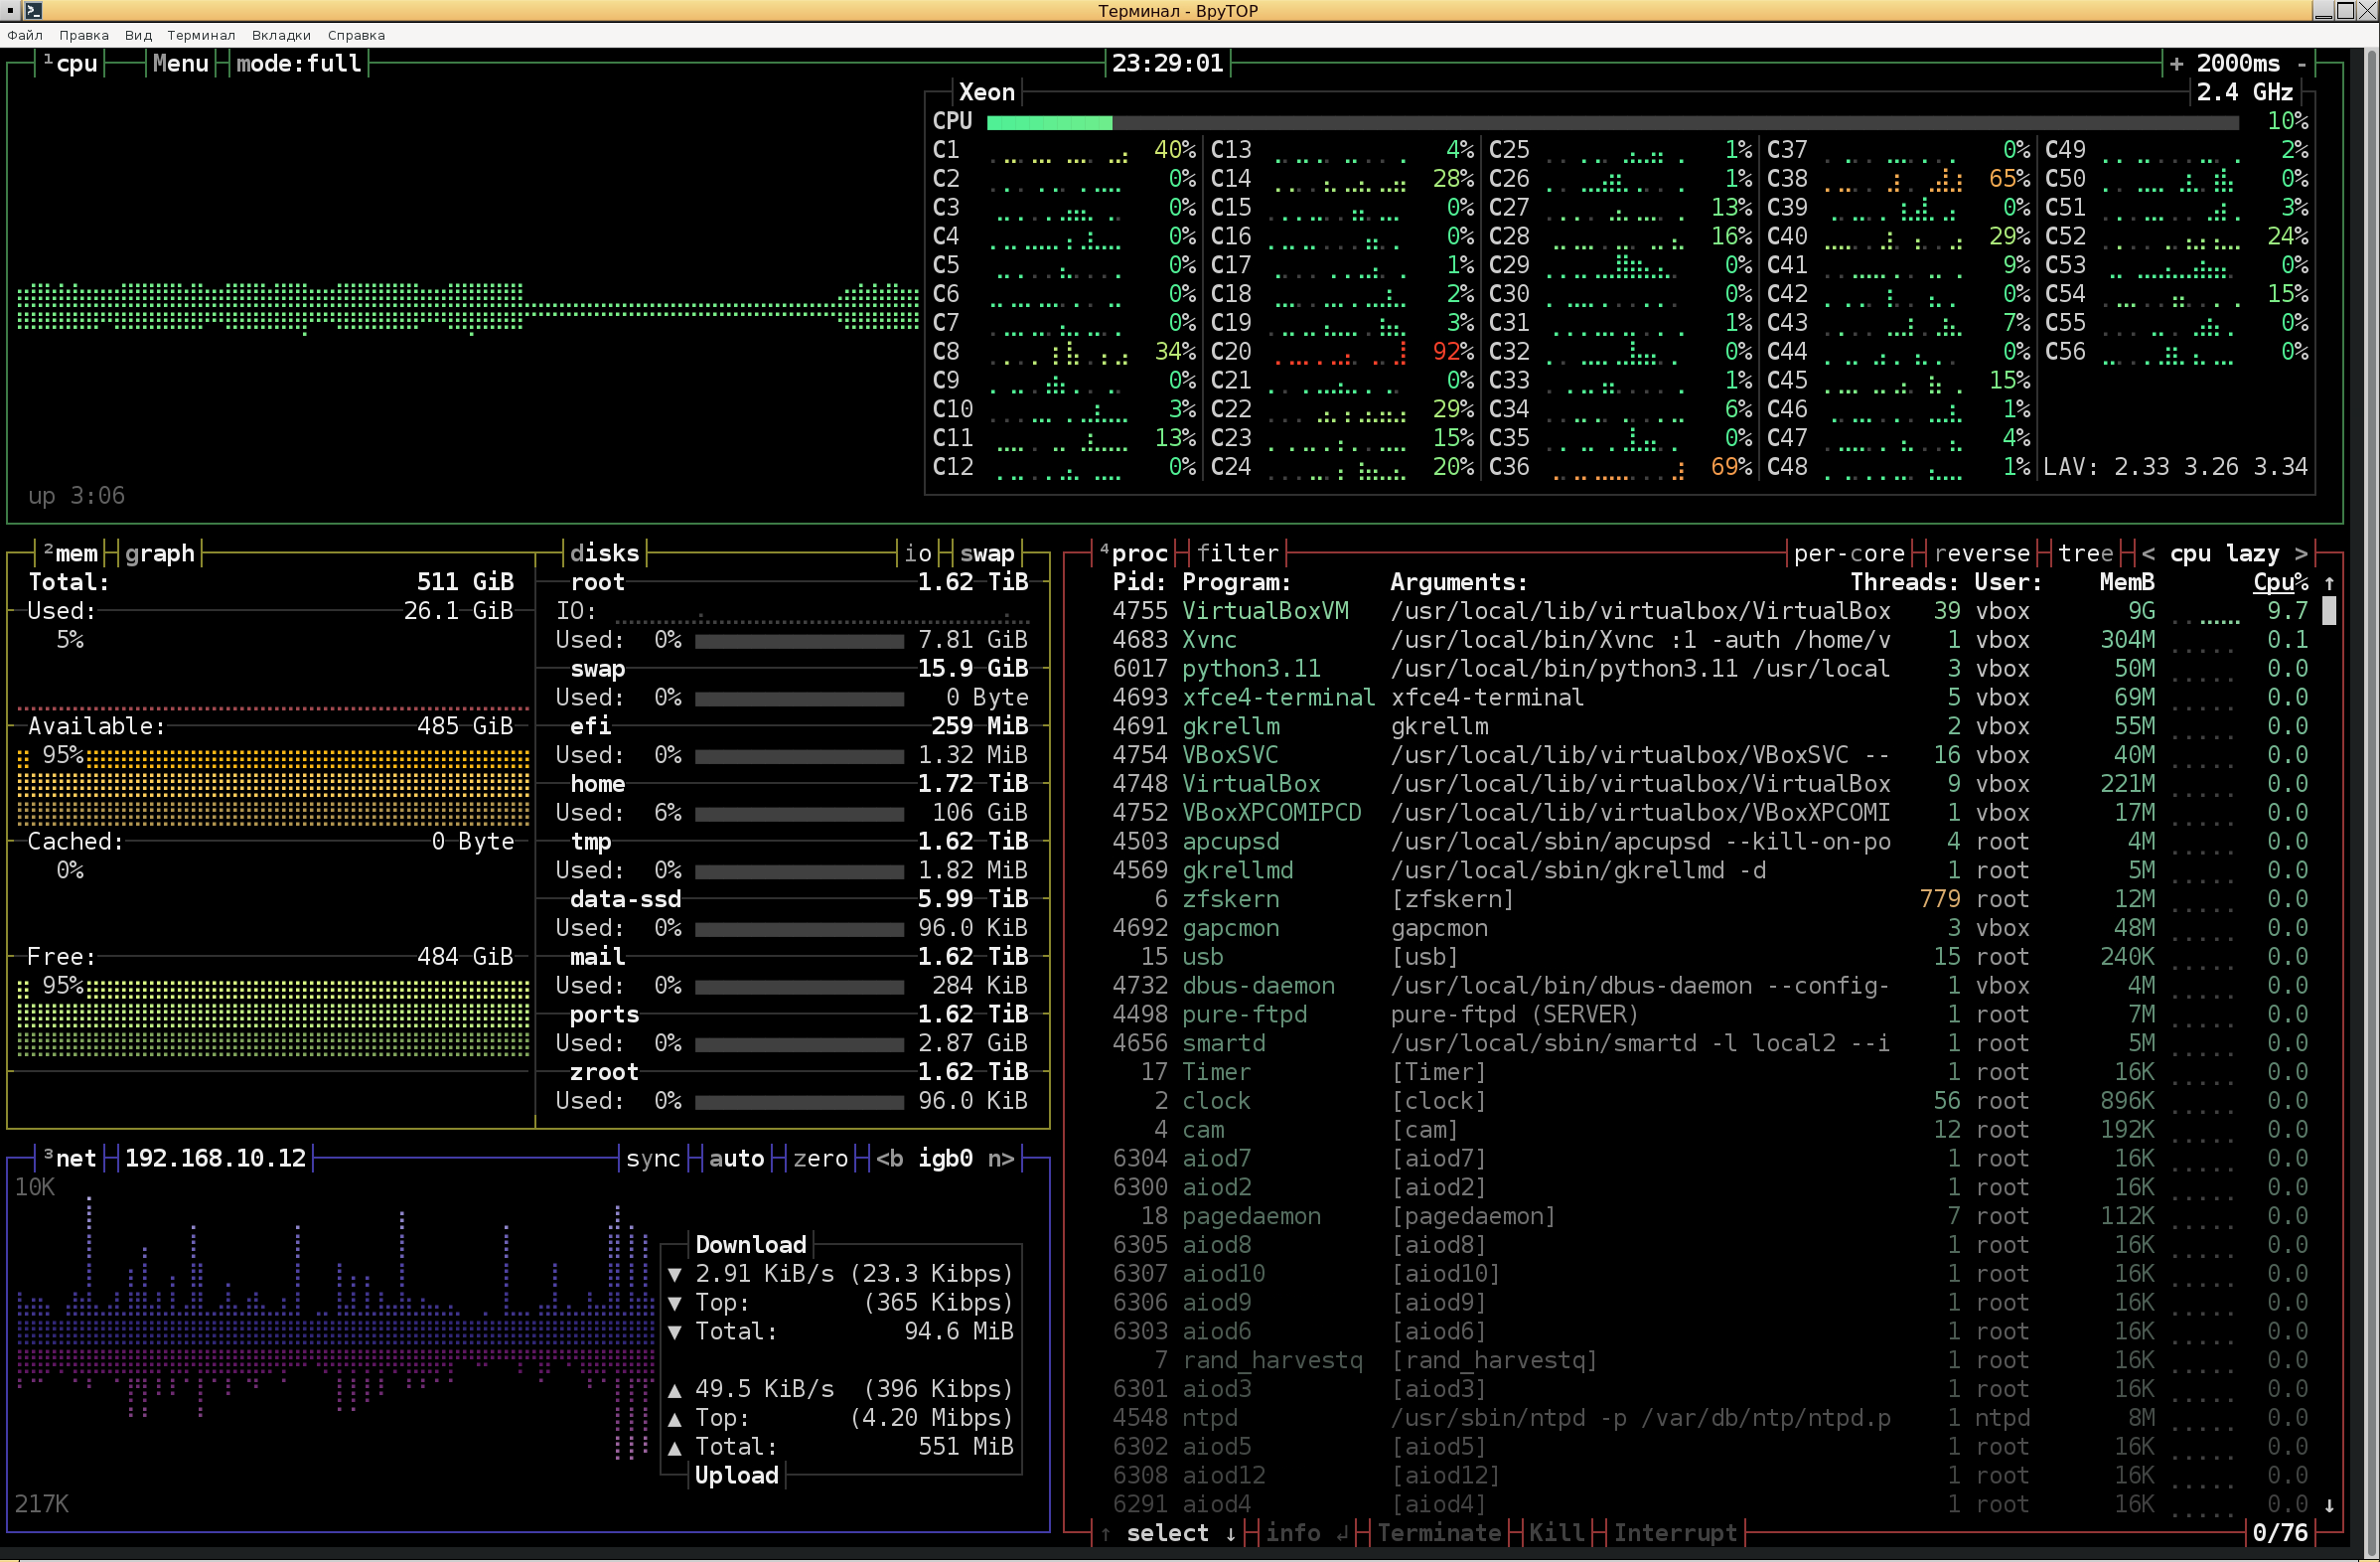 Терминал - BpyTOP
Файл Правка Вид Терминал Вкладки Справка
¹cpu Menu mode:full 23:29:01 + 2000ms -
Xeon 2.4 GHz
CPU 10%
C1 40% C13 4% C25 1% C37 0% C49 2%
C2 0% C14 28% C26 1% C38 65% C50 0%
C3 0% C15 0% C27 13% C39 0% C51 3%
C4 0% C16 0% C28 16% C40 29% C52 24%
C5 0% C17 1% C29 0% C41 9% C53 0%
C6 0% C18 2% C30 0% C42 0% C54 15%
C7 0% C19 3% C31 1% C43 7% C55 0%
C8 34% C20 92% C32 0% C44 0% C56 0%
C9 0% C21 0% C33 1% C45 15%
C10 3% C22 29% C34 6% C46 1%
C11 13% C23 15% C35 0% C47 4%
C12 0% C24 20% C36 69% C48 1% LAV: 2.33 3.26 3.34
up 3:06
²mem graph
Total: 511 GiB
Used: 26.1 GiB
5%
Available: 485 GiB
95%
Cached: 0 Byte
0%
Free: 484 GiB
95%
disks io swap
root 1.62 TiB
IO:
Used: 0% 7.81 GiB
swap 15.9 GiB
Used: 0% 0 Byte
efi 259 MiB
Used: 0% 1.32 MiB
home 1.72 TiB
Used: 6% 106 GiB
tmp 1.62 TiB
Used: 0% 1.82 MiB
data-ssd 5.99 TiB
Used: 0% 96.0 KiB
mail 1.62 TiB
Used: 0% 284 KiB
ports 1.62 TiB
Used: 0% 2.87 GiB
zroot 1.62 TiB
Used: 0% 96.0 KiB
³net 192.168.10.12 sync auto zero <b igb0 n>
10K
Download
▼ 2.91 KiB/s (23.3 Kibps)
▼ Top: (365 Kibps)
▼ Total: 94.6 MiB
▲ 49.5 KiB/s (396 Kibps)
▲ Top: (4.20 Mibps)
▲ Total: 551 MiB
Upload
217K
⁴proc filter per-core reverse tree < cpu lazy >
Pid: Program: Arguments: Threads: User: MemB Cpu% ↑
4755 VirtualBoxVM /usr/local/lib/virtualbox/VirtualBox 39 vbox 9G 9.7
4683 Xvnc /usr/local/bin/Xvnc :1 -auth /home/v 1 vbox 304M 0.1
6017 python3.11 /usr/local/bin/python3.11 /usr/local 3 vbox 50M 0.0
4693 xfce4-terminal xfce4-terminal 5 vbox 69M 0.0
4691 gkrellm gkrellm 2 vbox 55M 0.0
4754 VBoxSVC /usr/local/lib/virtualbox/VBoxSVC -- 16 vbox 40M 0.0
4748 VirtualBox /usr/local/lib/virtualbox/VirtualBox 9 vbox 221M 0.0
4752 VBoxXPCOMIPCD /usr/local/lib/virtualbox/VBoxXPCOMI 1 vbox 17M 0.0
4503 apcupsd /usr/local/sbin/apcupsd --kill-on-po 4 root 4M 0.0
4569 gkrellmd /usr/local/sbin/gkrellmd -d 1 root 5M 0.0
6 zfskern [zfskern] 779 root 12M 0.0
4692 gapcmon gapcmon 3 vbox 48M 0.0
15 usb [usb] 15 root 240K 0.0
4732 dbus-daemon /usr/local/bin/dbus-daemon --config- 1 vbox 4M 0.0
4498 pure-ftpd pure-ftpd (SERVER) 1 root 7M 0.0
4656 smartd /usr/local/sbin/smartd -l local2 --i 1 root 5M 0.0
17 Timer [Timer] 1 root 16K 0.0
2 clock [clock] 56 root 896K 0.0
4 cam [cam] 12 root 192K 0.0
6304 aiod7 [aiod7] 1 root 16K 0.0
6300 aiod2 [aiod2] 1 root 16K 0.0
18 pagedaemon [pagedaemon] 7 root 112K 0.0
6305 aiod8 [aiod8] 1 root 16K 0.0
6307 aiod10 [aiod10] 1 root 16K 0.0
6306 aiod9 [aiod9] 1 root 16K 0.0
6303 aiod6 [aiod6] 1 root 16K 0.0
7 rand_harvestq [rand_harvestq] 1 root 16K 0.0
6301 aiod3 [aiod3] 1 root 16K 0.0
4548 ntpd /usr/sbin/ntpd -p /var/db/ntp/ntpd.p 1 ntpd 8M 0.0
6302 aiod5 [aiod5] 1 root 16K 0.0
6308 aiod12 [aiod12] 1 root 16K 0.0
6291 aiod4 [aiod4] 1 root 16K 0.0 ↓
↑ select ↓ info ↲ Terminate Kill Interrupt 0/76